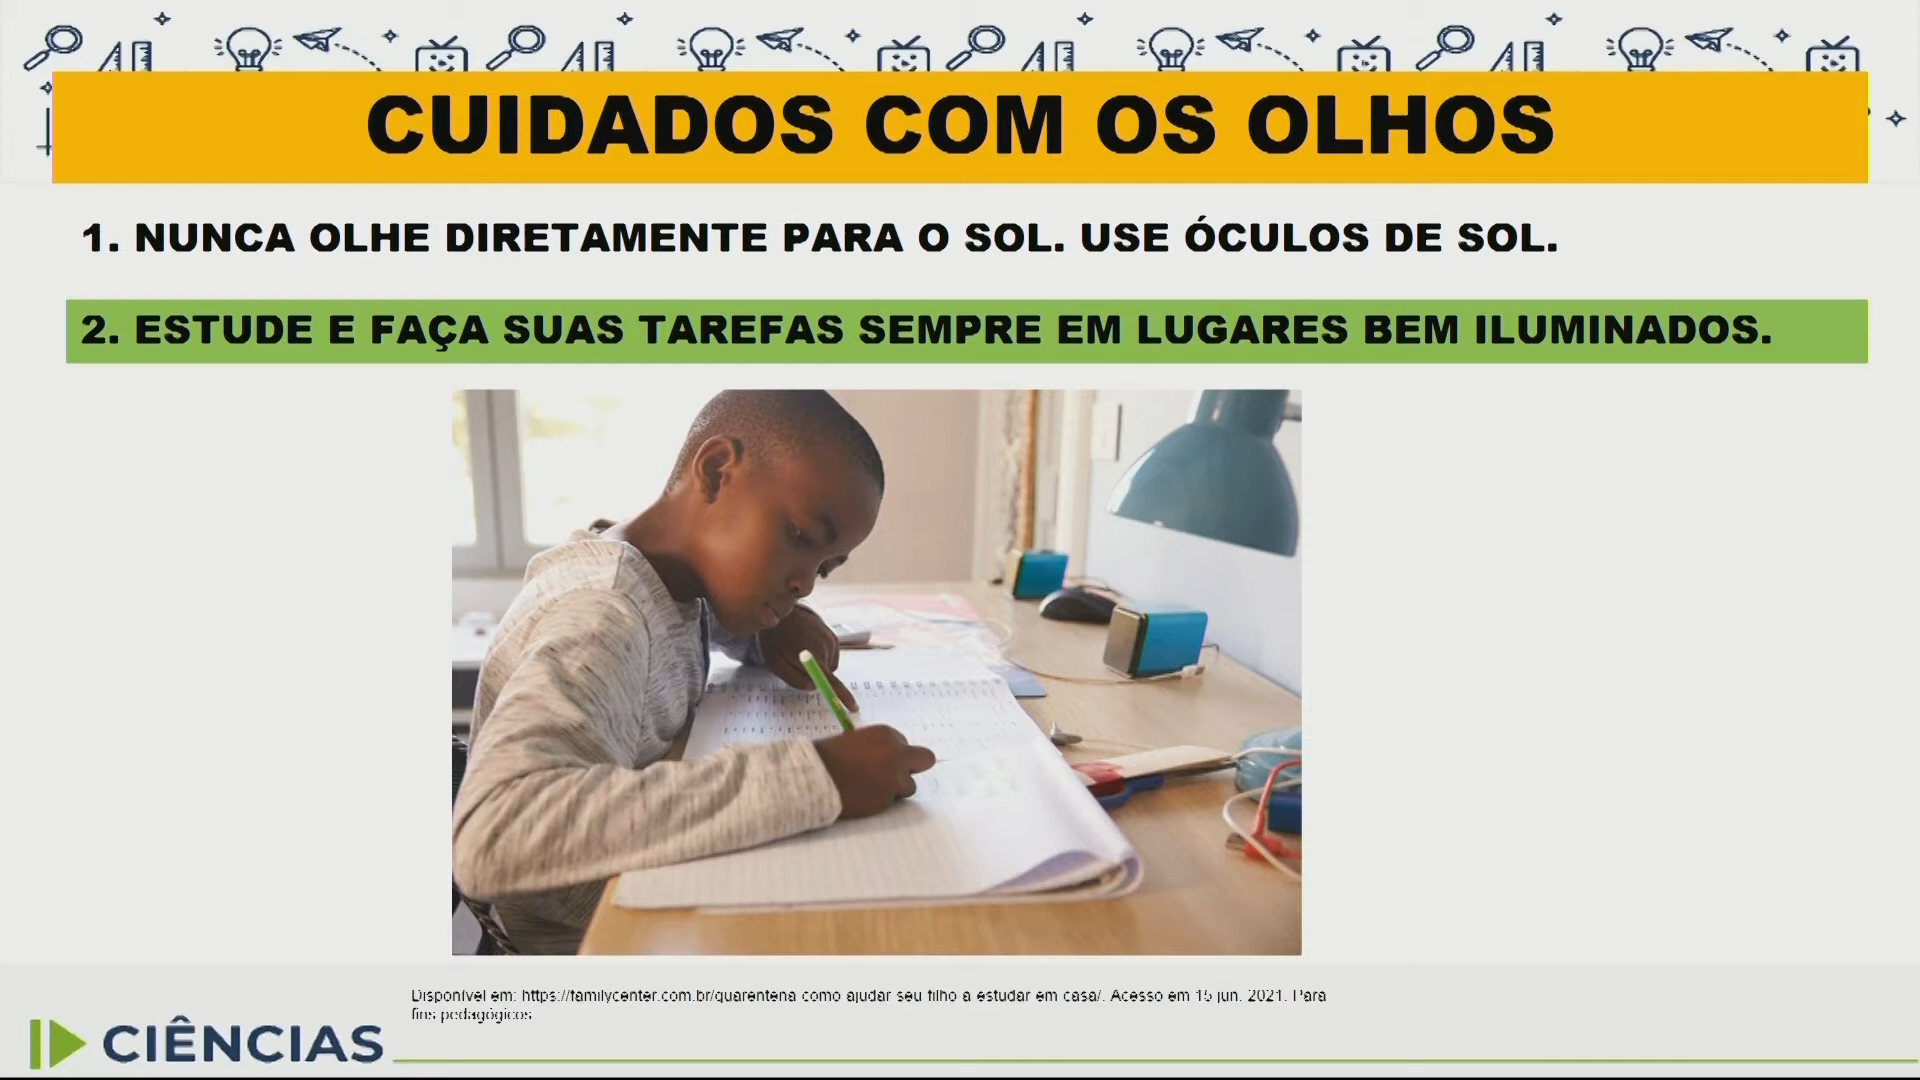 CUIDADOS COM OS OLHOS
1. NUNCA OLHE DIRETAMENTE PARA O SOL. USE ÓCULOS DE SOL.
2. ESTUDE E FAÇA SUAS TAREFAS SEMPRE EM LUGARES BEM ILUMINADOS.
Disponível em: https://familycenter.com.br/quarentena como ajudar seu filho a estudar em casa/. Acesso em 15 jun. 2021. Para
fins pedagógicos
CIÊNCIAS